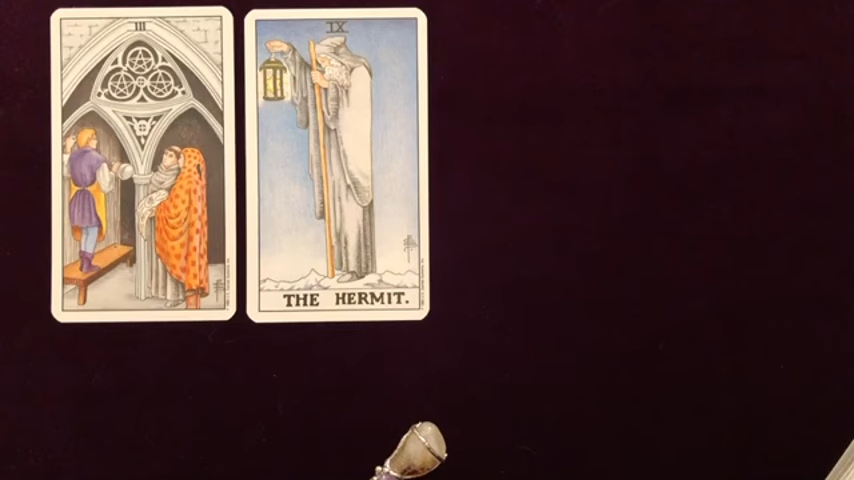 III
IX
THE HERMIT.